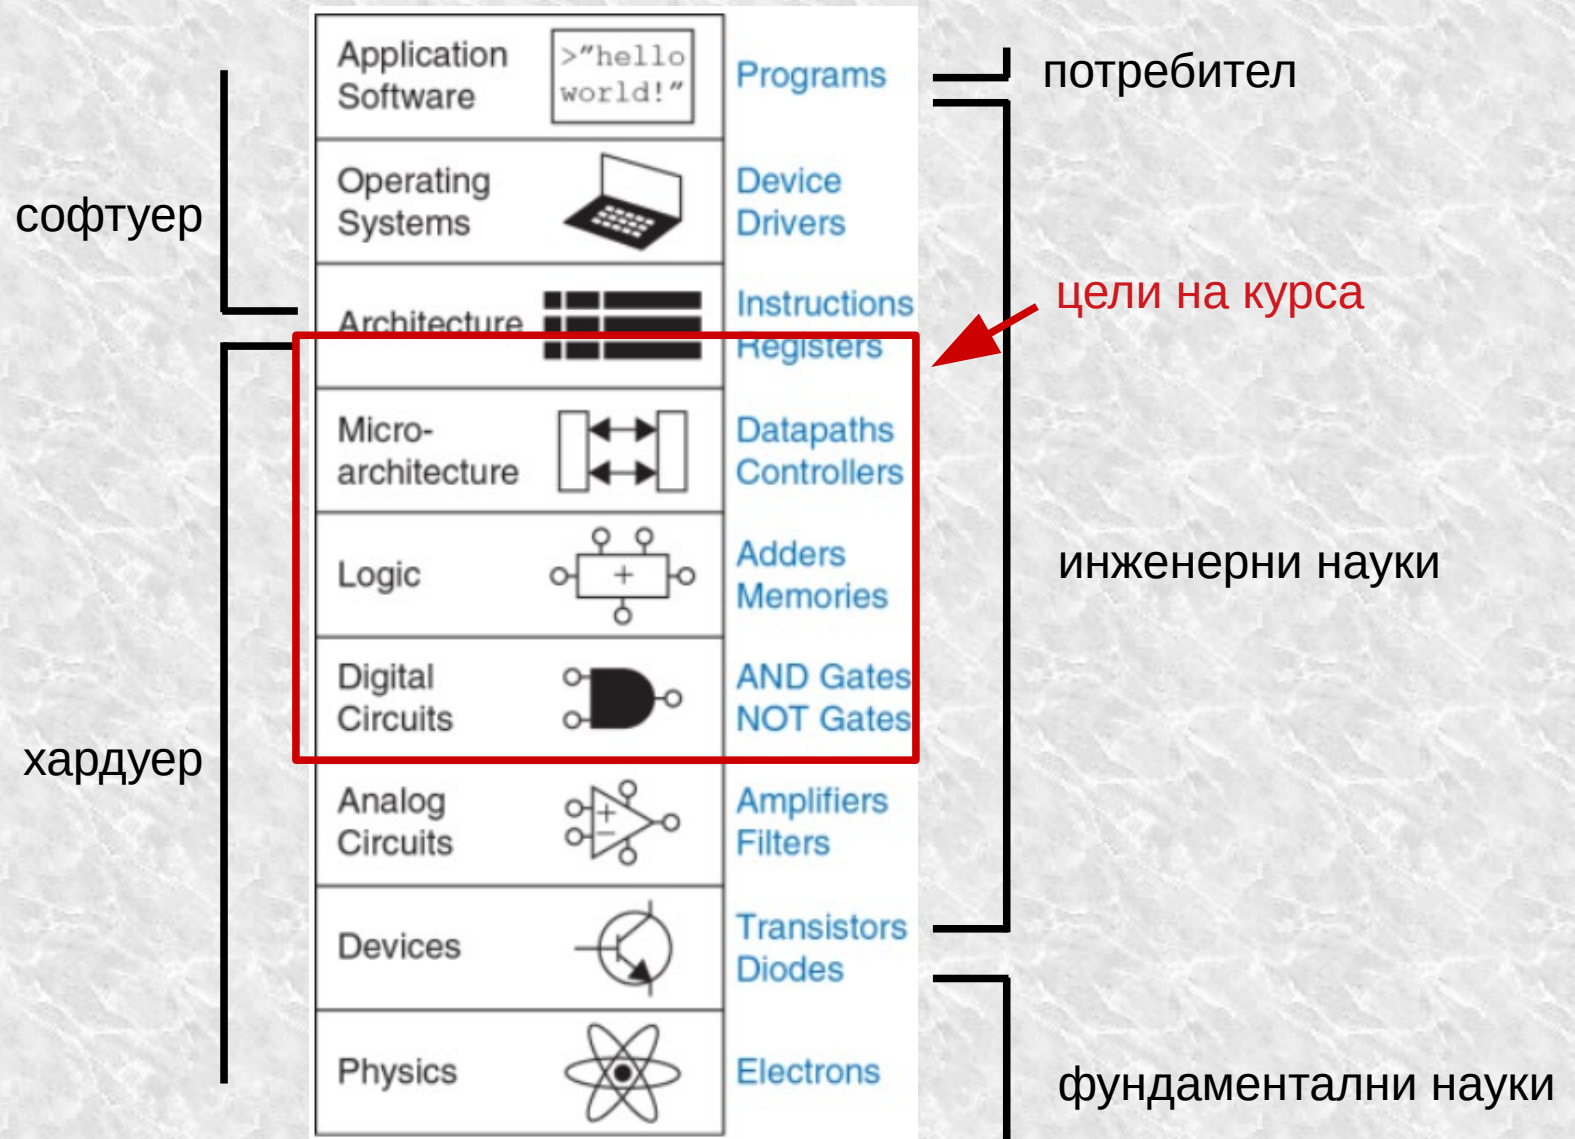 Application
Software
>"hello
world!"
Programs
потребител
Operating
Systems
Device
Drivers
софтуер
Architecture
Instructions
Registers
цели на курса
Micro-
architecture
Datapaths
Controllers
Logic
+
Adders
Memories
инженерни науки
Digital
Circuits
AND Gates
NOT Gates
хардуер
Analog
Circuits
+
−
Amplifiers
Filters
Devices
Transistors
Diodes
Physics
Electrons
фундаментални науки